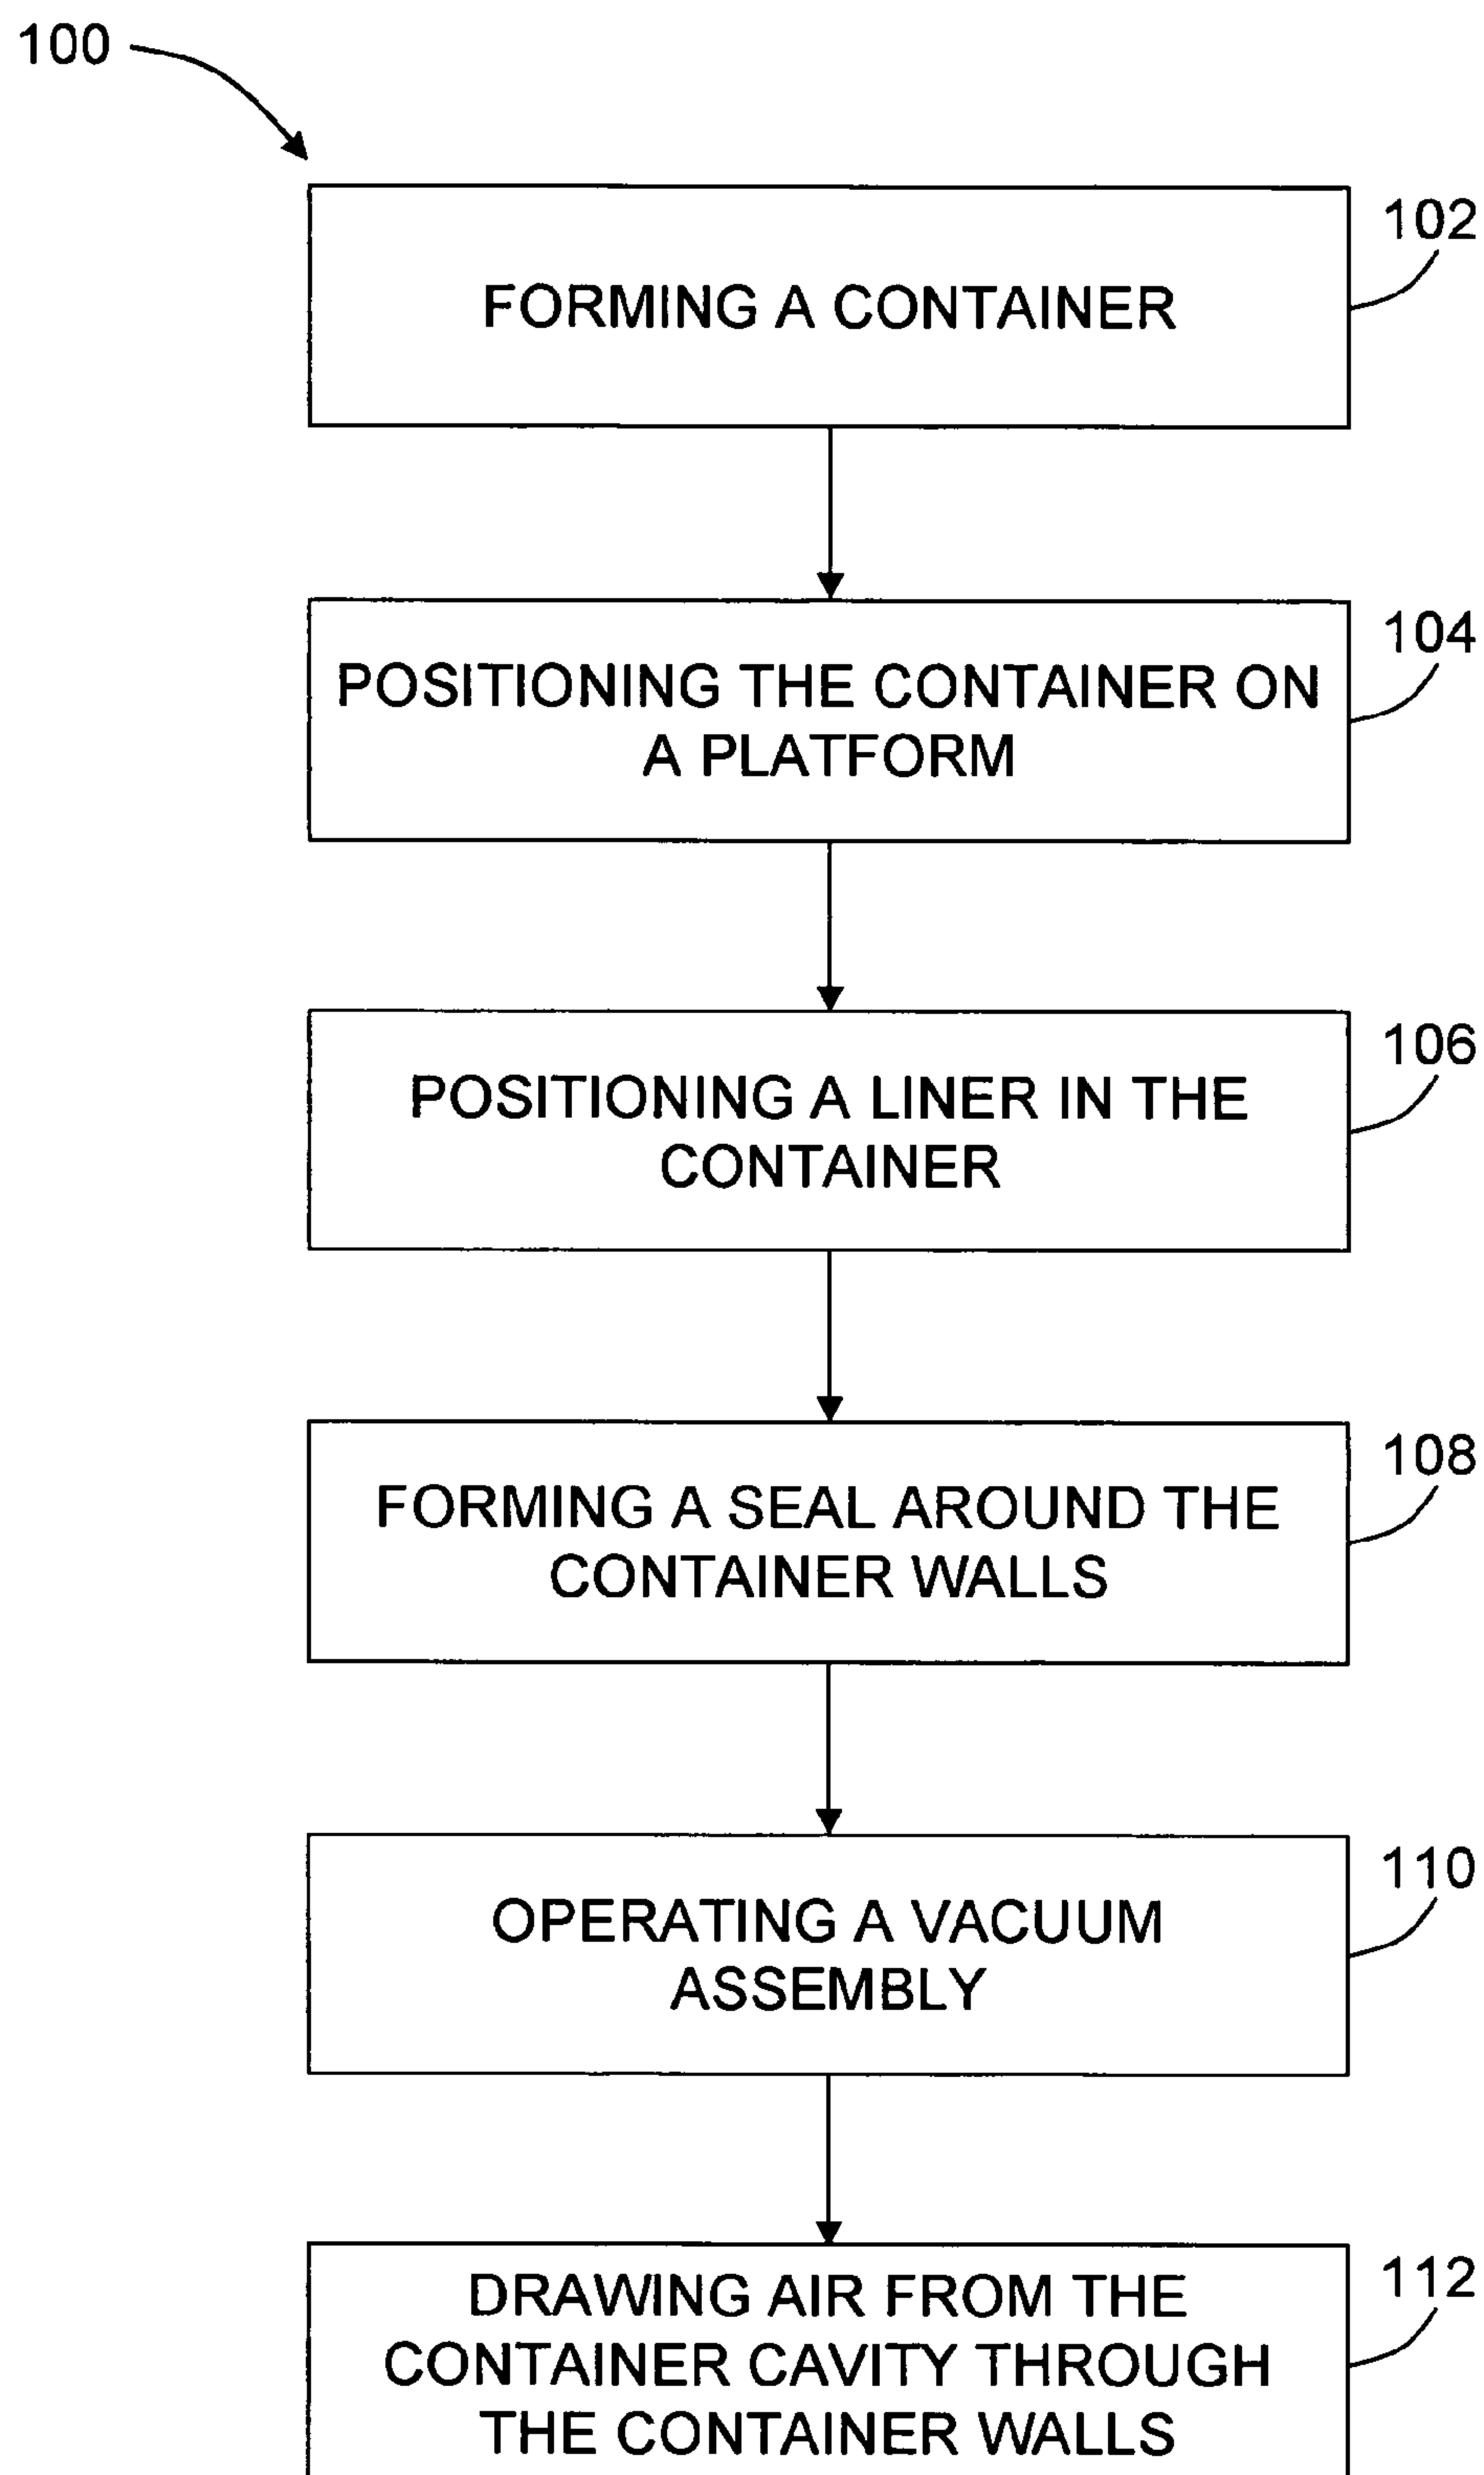 100
102
FORMING A CONTAINER
104
POSITIONING THE CONTAINER ON
A PLATFORM
106
POSITIONING A LINER IN THE
CONTAINER
108
FORMING A SEAL AROUND THE
CONTAINER WALLS
110
OPERATING A VACUUM
ASSEMBLY
112
DRAWING AIR FROM THE
CONTAINER CAVITY THROUGH
THE CONTAINER WALLS